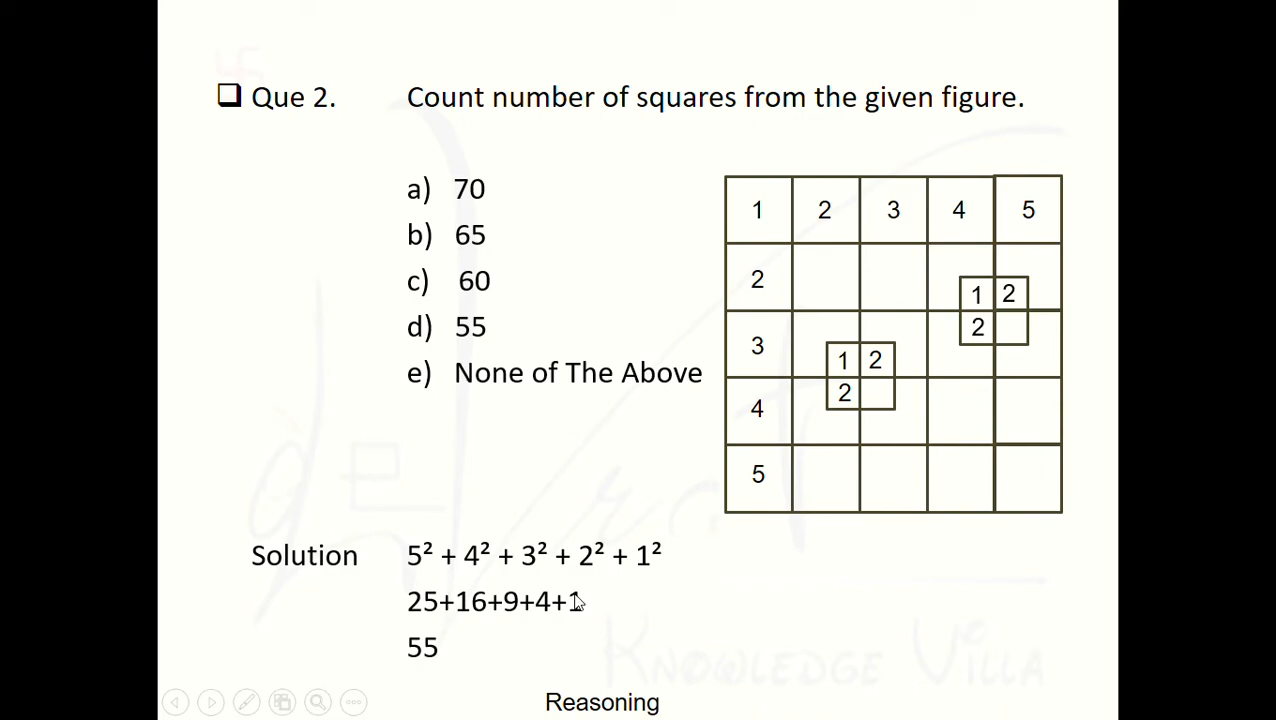 Que 2. Count number of squares from the given figure.
a) 70
b) 65
c) 60
d) 55
e) None of The Above
1 2 3 4 5
2
3
4
5
1 2
2
1 2
2
Solution 5² + 4² + 3² + 2² + 1²
25+16+9+4+1
55
KNOWLEDGE VILLA
Reasoning